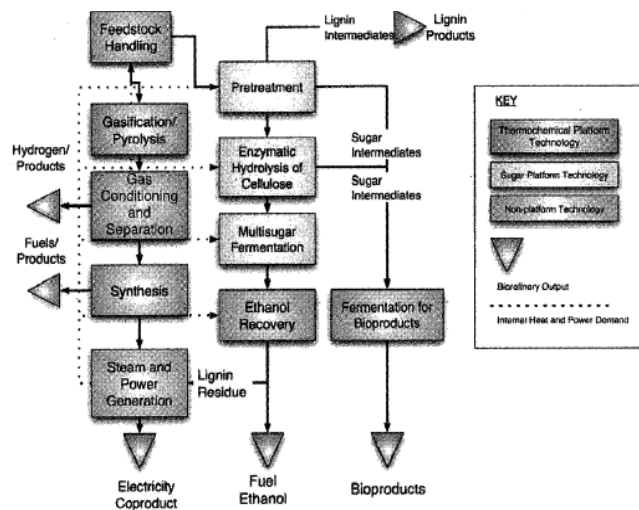 Feedstock
Handling
Lignin
Intermediates
Lignin
Products
Pretreatment
KEY
Thermochemical Platform
Technology
Sugar Platform Technology
Non-platform Technology
Biorefinery Output
Internal Heat and Power Demand
Gasification/
Pyrolysis
Sugar
Intermediates
Enzymatic
Hydrolysis of
Cellulose
Sugar
Intermediates
Hydrogen/
Products
Gas
Conditioning
and
Separation
Multisugar
Fermentation
Fuels/
Products
Synthesis
Ethanol
Recovery
Fermentation for
Bioproducts
Steam and
Power
Generation
Lignin
Residue
Electricity
Coproduct
Fuel
Ethanol
Bioproducts